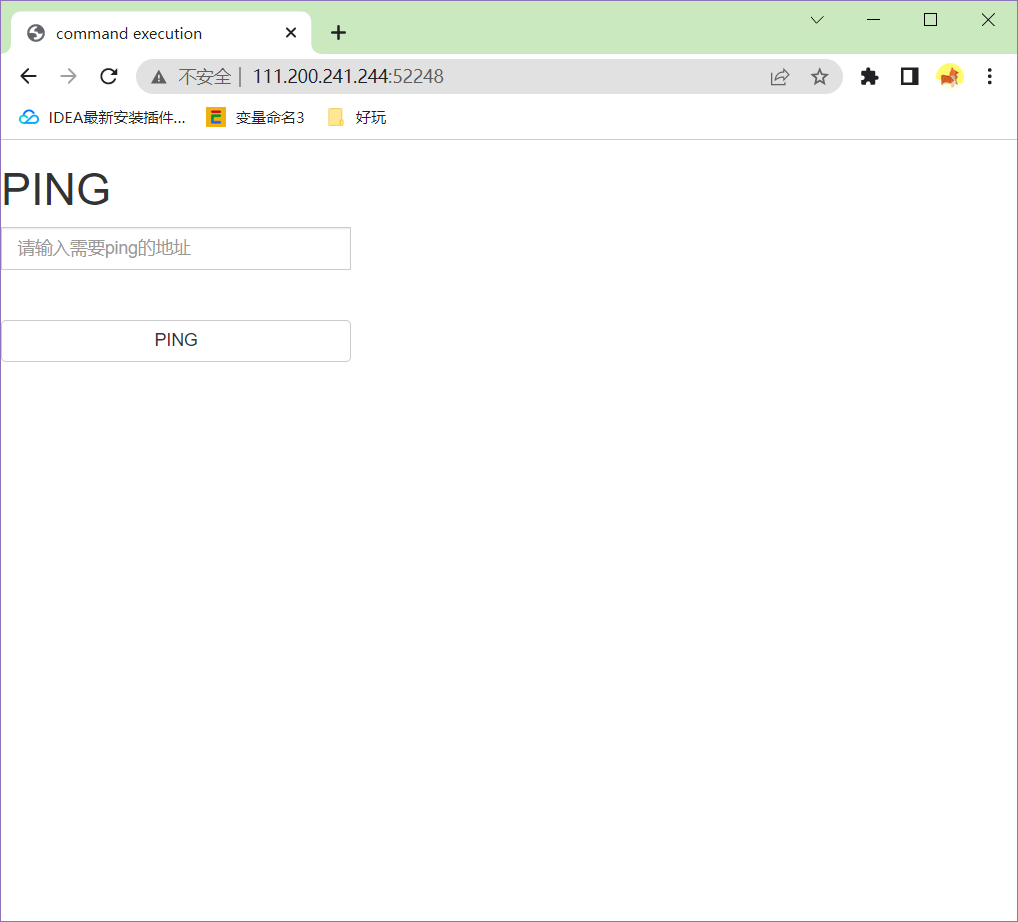 command execution
不安全 | 111.200.241.244:52248
IDEA最新安装插件... 变量命名3 好玩
PING
请输入需要ping的地址
PING